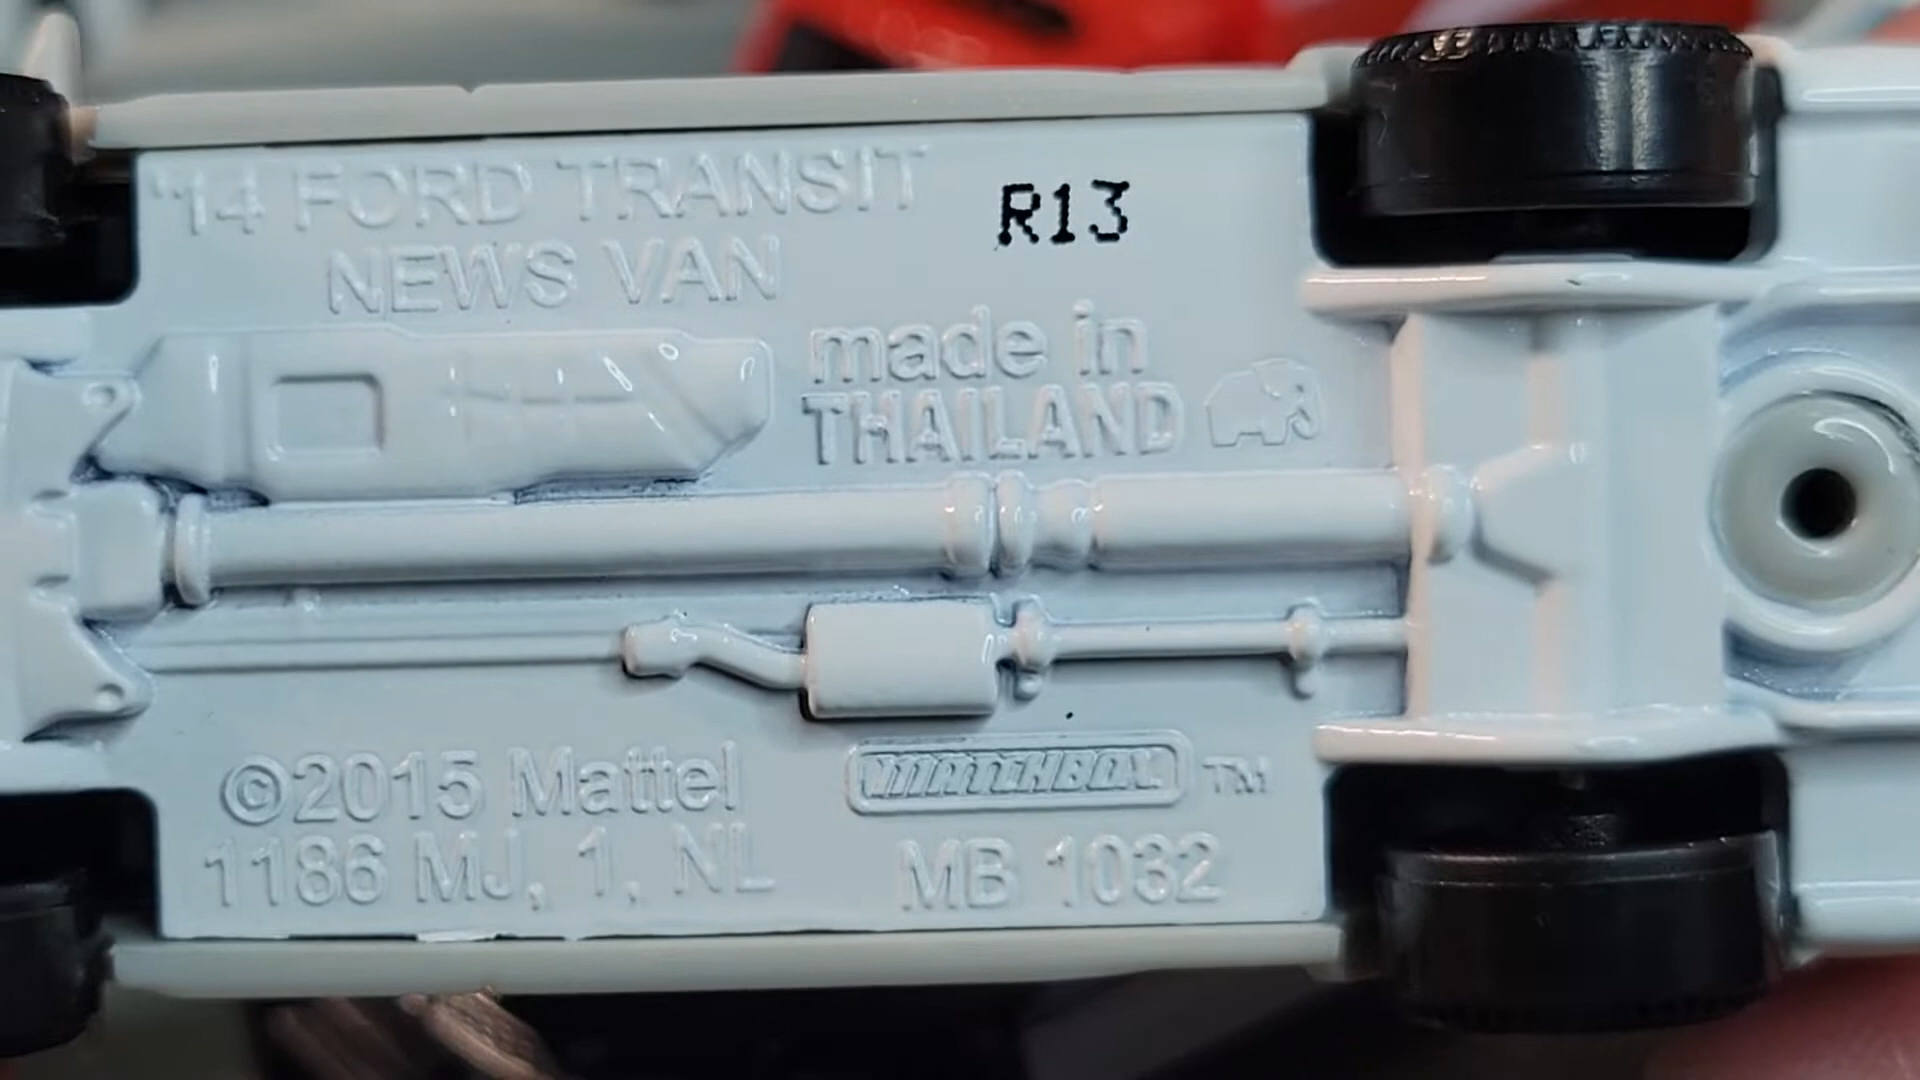 '14 FORD TRANSIT
NEWS VAN
R13
made in
THAILAND
©2015 Mattel
1186 MJ, 1, NL
MATCHBOX TM
MB 1032